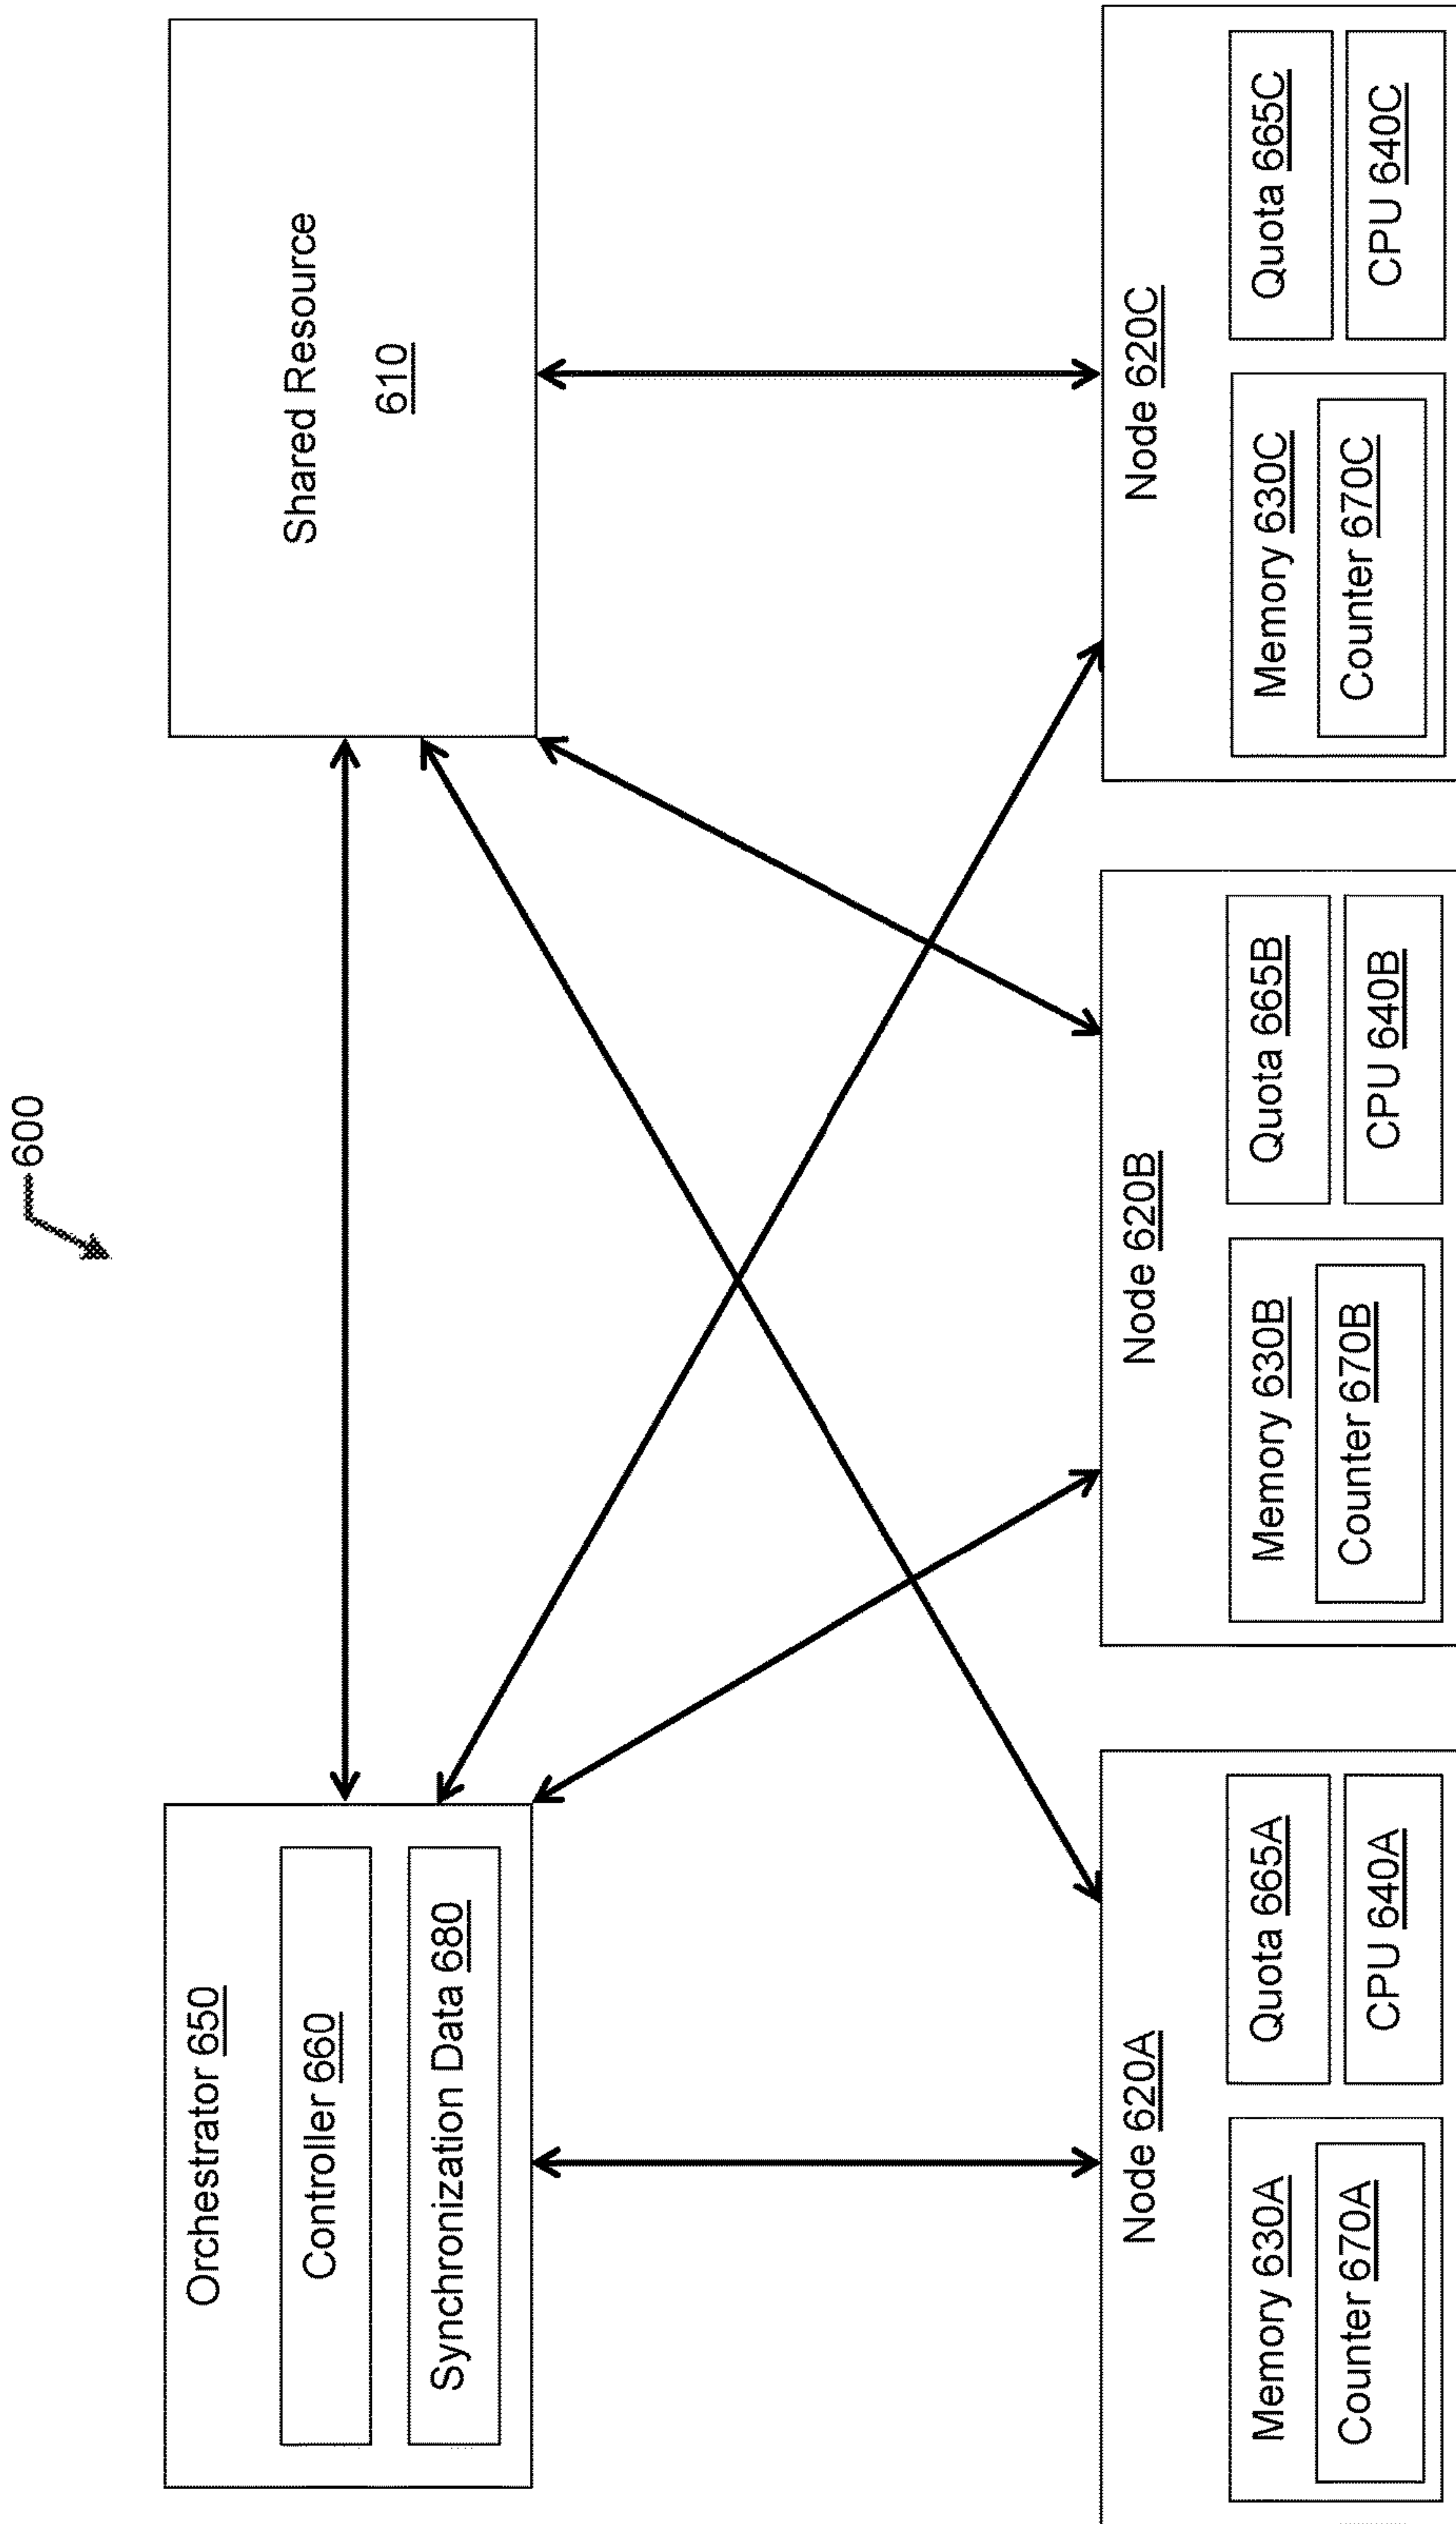 600
Orchestrator 650
Controller 660
Synchronization Data 680
Shared Resource
610
Node 620A
Memory 630A
Counter 670A
Quota 665A
CPU 640A
Node 620B
Memory 630B
Counter 670B
Quota 665B
CPU 640B
Node 620C
Memory 630C
Counter 670C
Quota 665C
CPU 640C